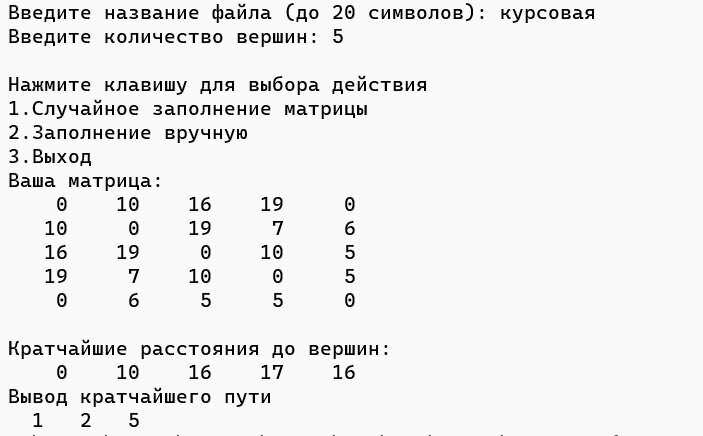 Введите название файла (до 20 символов): курсовая
Введите количество вершин: 5
Нажмите клавишу для выбора действия
1.Случайное заполнение матрицы
2.Заполнение вручную
3.Выход
Ваша матрица:
0 10 16 19 0
10 0 19 7 6
16 19 0 10 5
19 7 10 0 5
0 6 5 5 0
Кратчайшие расстояния до вершин:
0 10 16 17 16
Вывод кратчайшего пути
1 2 5